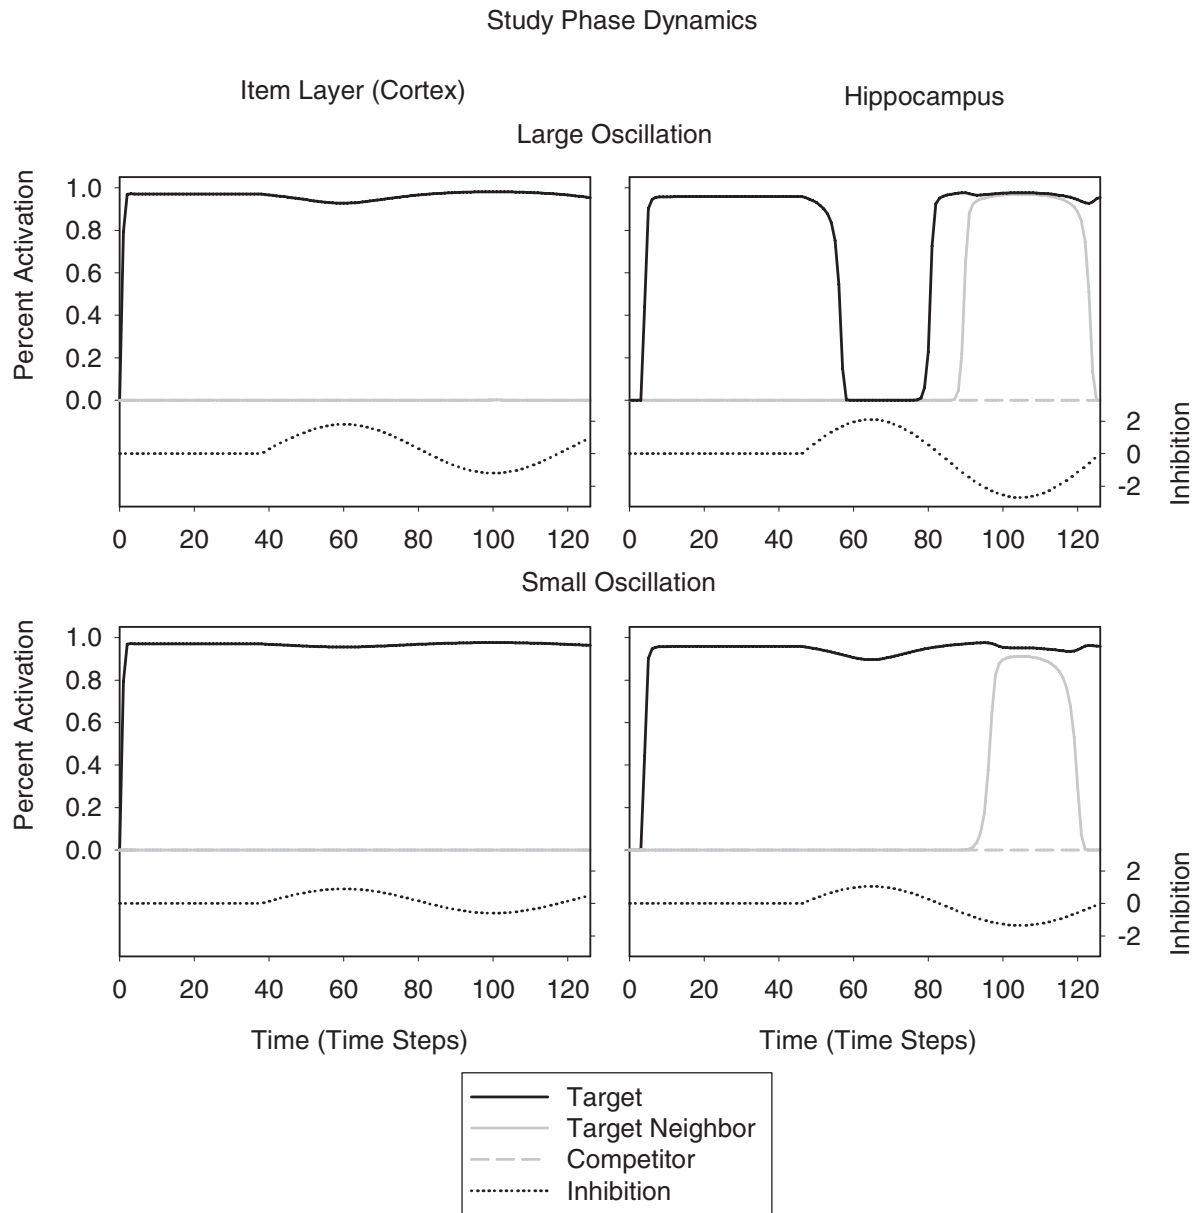 Study Phase Dynamics
Item Layer (Cortex)
Hippocampus
Large Oscillation
Percent Activation
1.0
0.8
0.6
0.4
0.2
0.0
2
0
-2
Inhibition
0 20 40 60 80 100 120
0 20 40 60 80 100 120
Small Oscillation
Percent Activation
1.0
0.8
0.6
0.4
0.2
0.0
2
0
-2
Inhibition
0 20 40 60 80 100 120
0 20 40 60 80 100 120
Time (Time Steps)
Time (Time Steps)
Target
Target Neighbor
Competitor
Inhibition